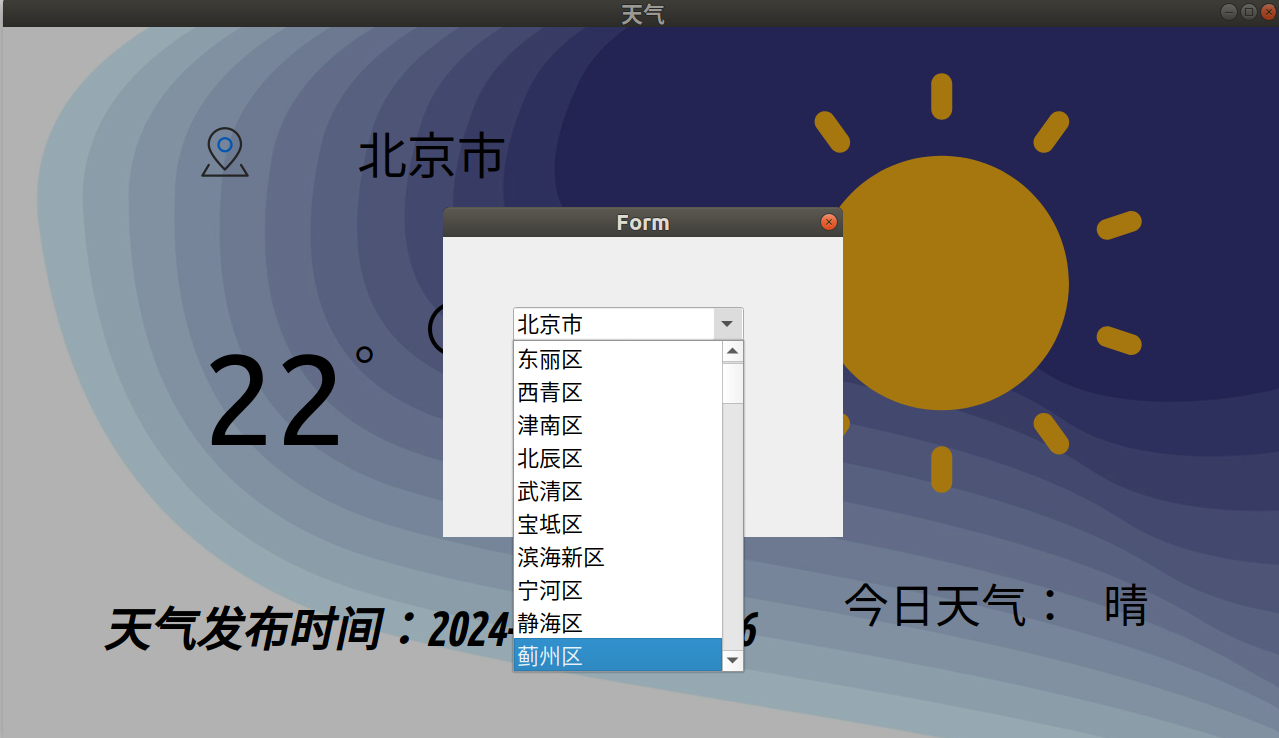 天气
北京市
Form
北京市
东丽区
西青区
津南区
北辰区
武清区
宝坻区
滨海新区
宁河区
静海区
蓟州区
22°
天气发布时间：2024-
6
今日天气： 晴